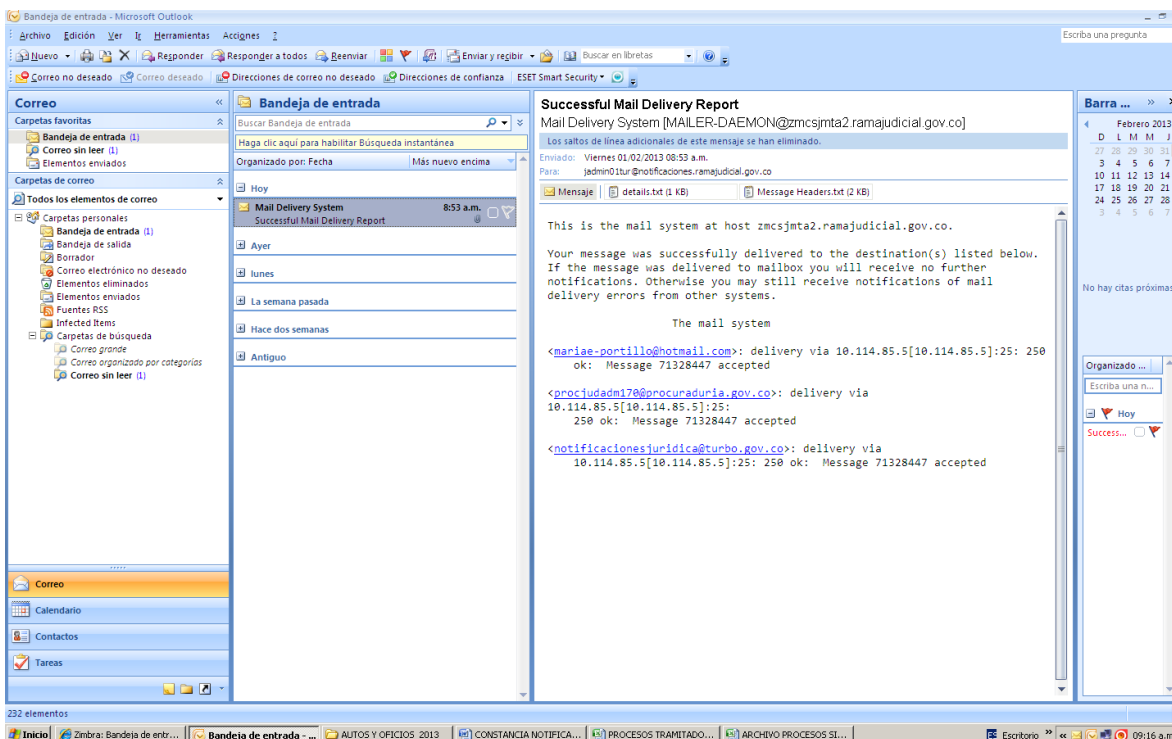 Bandeja de entrada - Microsoft Outlook
Archivo Edición Ver Ir Herramientas Acciones ?
Escriba una pregunta
Nuevo Responder Responder a todos Reenviar Enviar y recibir Buscar en libretas
Correo no deseado Correo deseado Direcciones de correo no deseado Direcciones de confianza ESET Smart Security
Correo «
Carpetas favoritas
Bandeja de entrada (1)
Correo sin leer (1)
Elementos enviados
Carpetas de correo
Todos los elementos de correo
Carpetas personales
Bandeja de entrada (1)
Bandeja de salida
Borrador
Correo electrónico no deseado
Elementos eliminados
Elementos enviados
Fuentes RSS
Infected Items
Carpetas de búsqueda
Correo grande
Correo organizado por categorías
Correo sin leer (1)
Correo
Calendario
Contactos
Tareas
Bandeja de entrada
Buscar Bandeja de entrada
Haga clic aquí para habilitar Búsqueda instantánea
Organizado por: Fecha Más nuevo encima
Hoy
Mail Delivery System 8:53 a.m.
Successful Mail Delivery Report
Ayer
lunes
La semana pasada
Hace dos semanas
Antiguo
Successful Mail Delivery Report
Mail Delivery System [MAILER-DAEMON@zmcsjmta2.ramajudicial.gov.co]
Los saltos de línea adicionales de este mensaje se han eliminado.
Enviado: Viernes 01/02/2013 08:53 a.m.
Para: jadmin01tur@notificaciones.ramajudicial.gov.co
Mensaje details.txt (1 KB) Message Headers.txt (2 KB)
This is the mail system at host zmcsjmta2.ramajudicial.gov.co.
Your message was successfully delivered to the destination(s) listed below.
If the message was delivered to mailbox you will receive no further
notifications. Otherwise you may still receive notifications of mail
delivery errors from other systems.
The mail system
<mariae-portillo@hotmail.com>: delivery via 10.114.85.5[10.114.85.5]:25: 250
ok: Message 71328447 accepted
<procjudadm170@procuraduria.gov.co>: delivery via
10.114.85.5[10.114.85.5]:25:
250 ok: Message 71328447 accepted
<notificacionesjuridica@turbo.gov.co>: delivery via
10.114.85.5[10.114.85.5]:25: 250 ok: Message 71328447 accepted
Barra ... »
Febrero 2013
D L M M J
27 28 29 30 31
3 4 5 6 7
10 11 12 13 14
17 18 19 20 21
24 25 26 27 28
3 4 5 6 7
No hay citas próximas
Organizado ...
Escriba una n...
Hoy
Success...
232 elementos
Inicio Zimbra: Bandeja de entr... Bandeja de entrada - ... AUTOS Y OFICIOS 2013 CONSTANCIA NOTIFICA... PROCESOS TRAMITADO... ARCHIVO PROCESOS SI... ES Escritorio » « 09:16 a.m